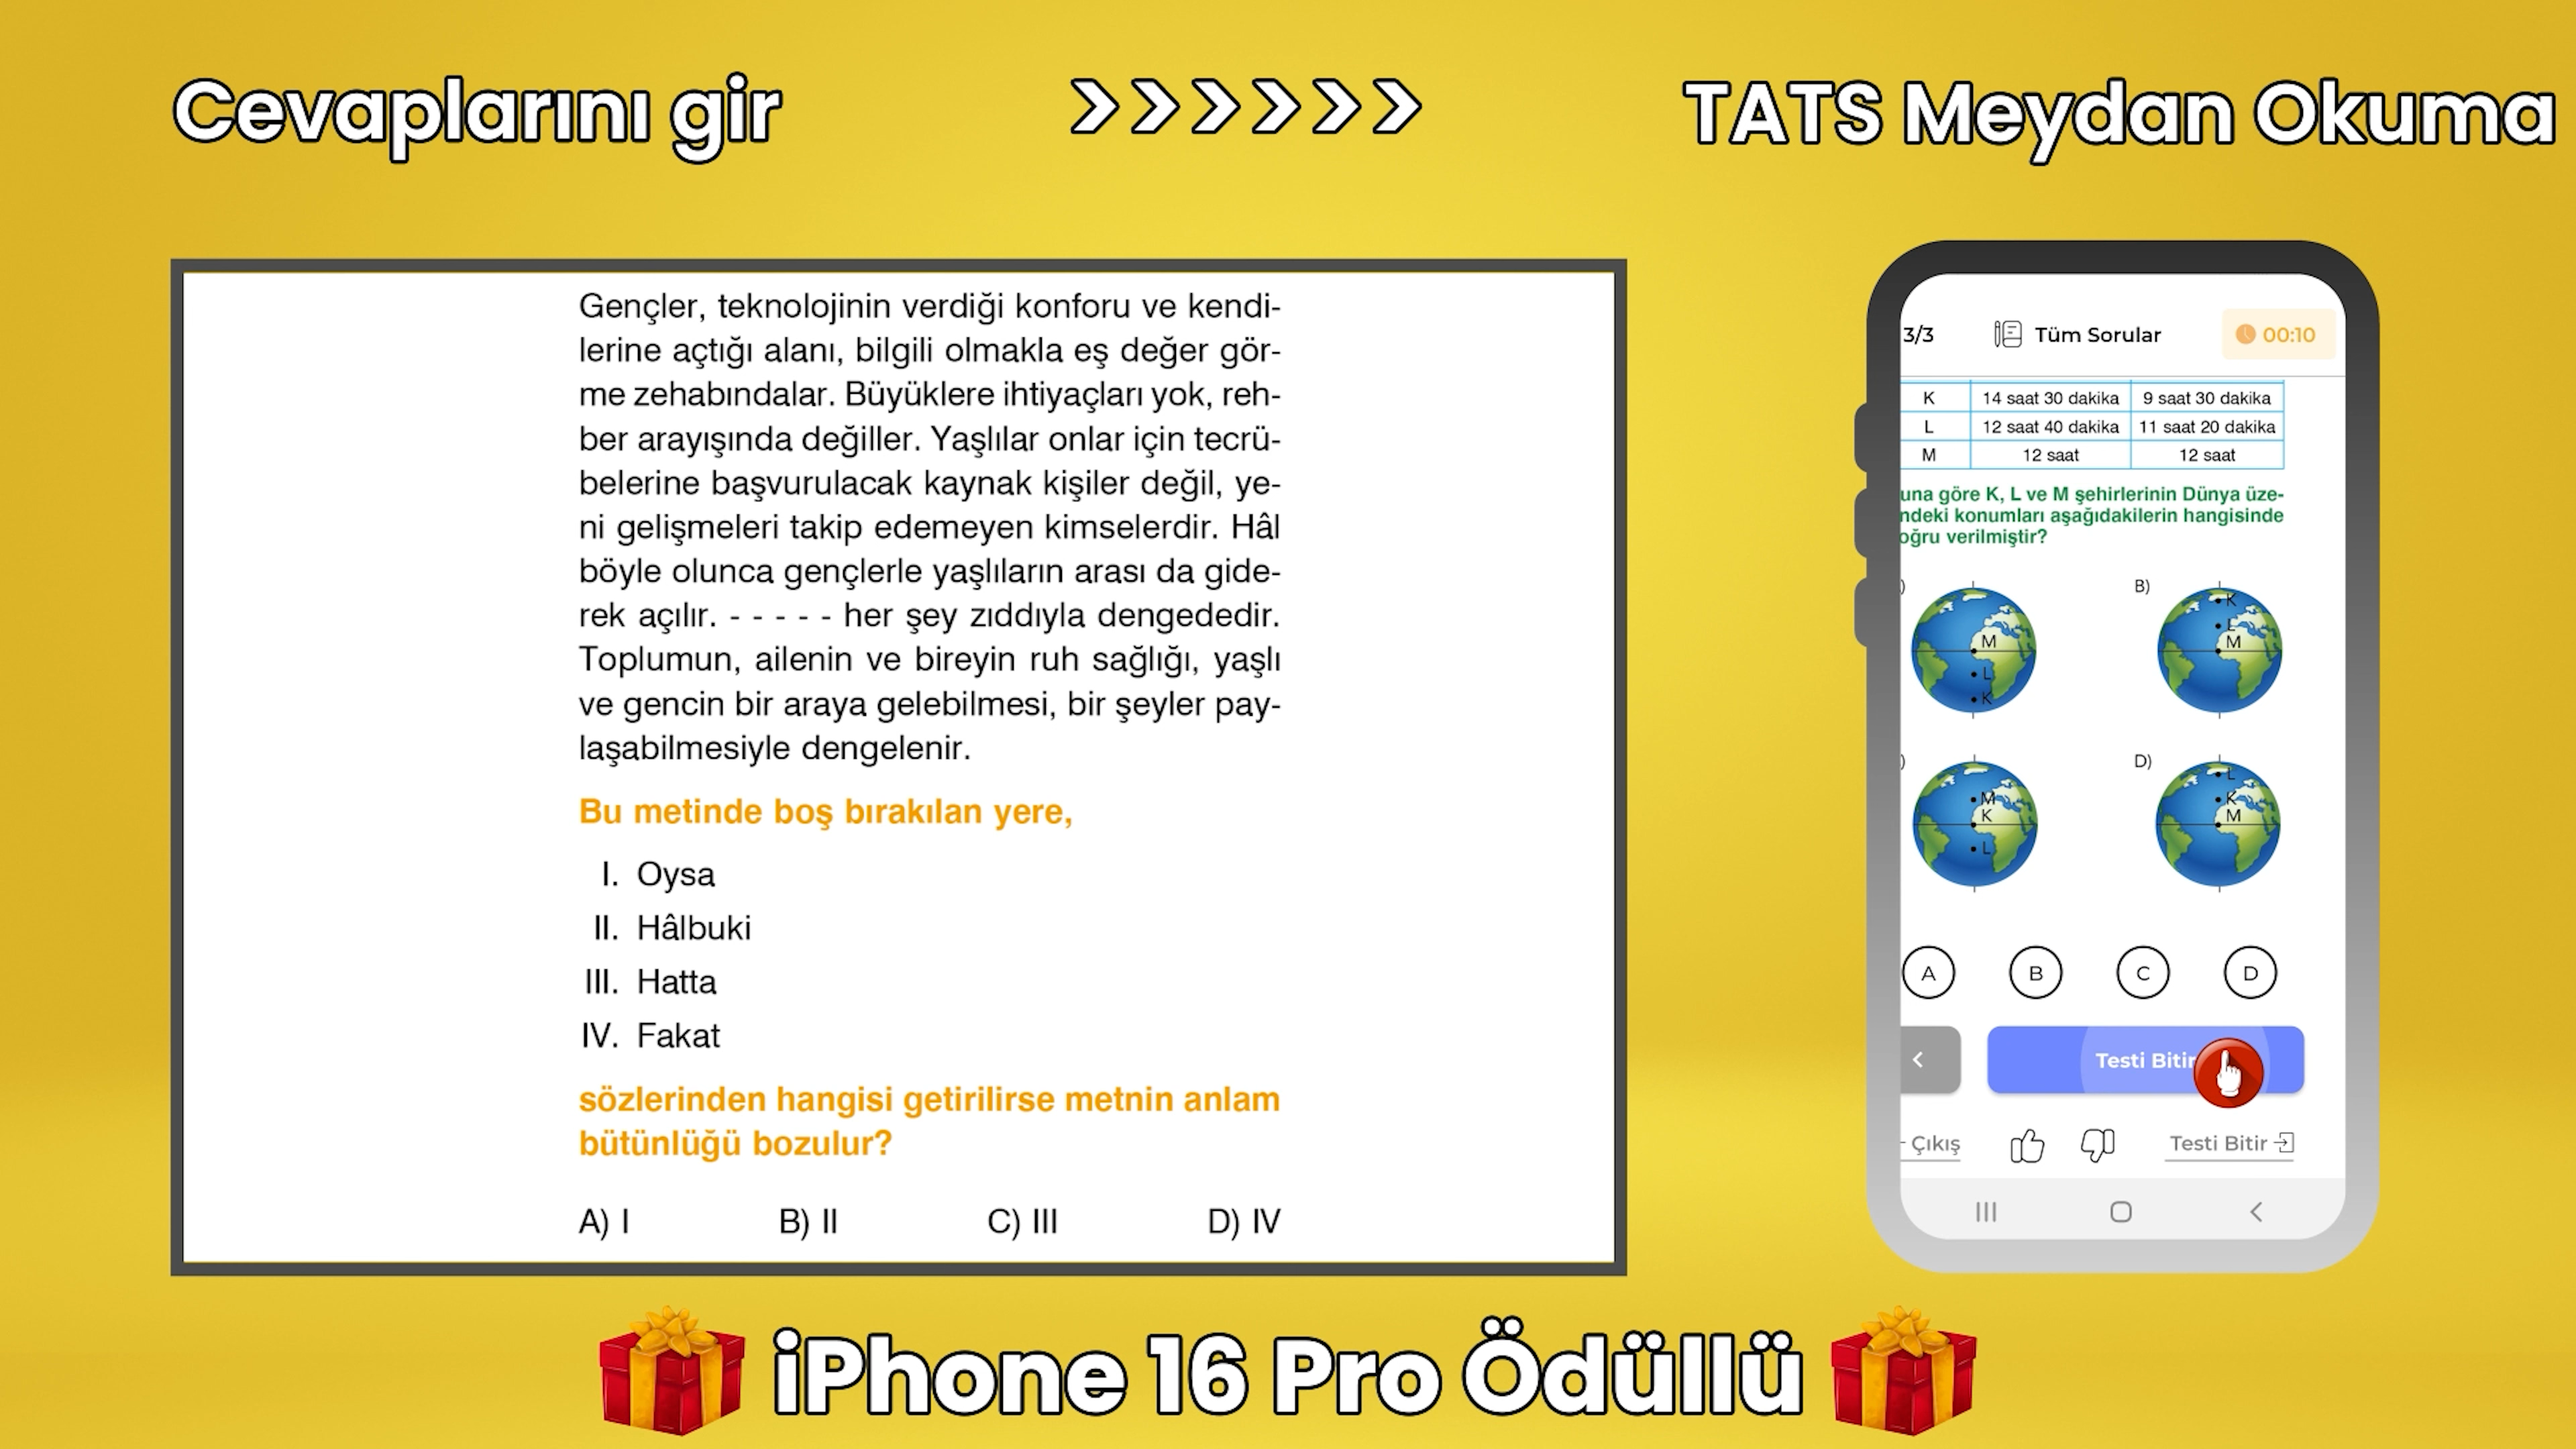 Cevaplarını gir
TATS Meydan Okuma
Gençler, teknolojinin verdiği konforu ve kendi-
lerine açtığı alanı, bilgili olmakla eş değer gör-
me zehabındalar. Büyüklere ihtiyaçları yok, reh-
ber arayışında değiller. Yaşlılar onlar için tecrü-
belerine başvurulacak kaynak kişiler değil, ye-
ni gelişmeleri takip edemeyen kimselerdir. Hâl
böyle olunca gençlerle yaşlıların arası da gide-
rek açılır. - - - - - her şey zıddıyla dengededir.
Toplumun, ailenin ve bireyin ruh sağlığı, yaşlı
ve gencin bir araya gelebilmesi, bir şeyler pay-
laşabilmesiyle dengelenir.
Bu metinde boş bırakılan yere,
I. Oysa
II. Hâlbuki
III. Hatta
IV. Fakat
sözlerinden hangisi getirilirse metnin anlam
bütünlüğü bozulur?
A) I B) II C) III D) IV
3/3 Tüm Sorular 00:10
K 14 saat 30 dakika 9 saat 30 dakika
L 12 saat 40 dakika 11 saat 20 dakika
M 12 saat 12 saat
una göre K, L ve M şehirlerinin Dünya üze-
ndeki konumları aşağıdakilerin hangisinde
oğru verilmiştir?
) B)
M
L
K
K
L
M
) D)
M
K
L
L
K
M
A B C D
Testi Bitir
Çıkış Testi Bitir
iPhone 16 Pro Ödüllü